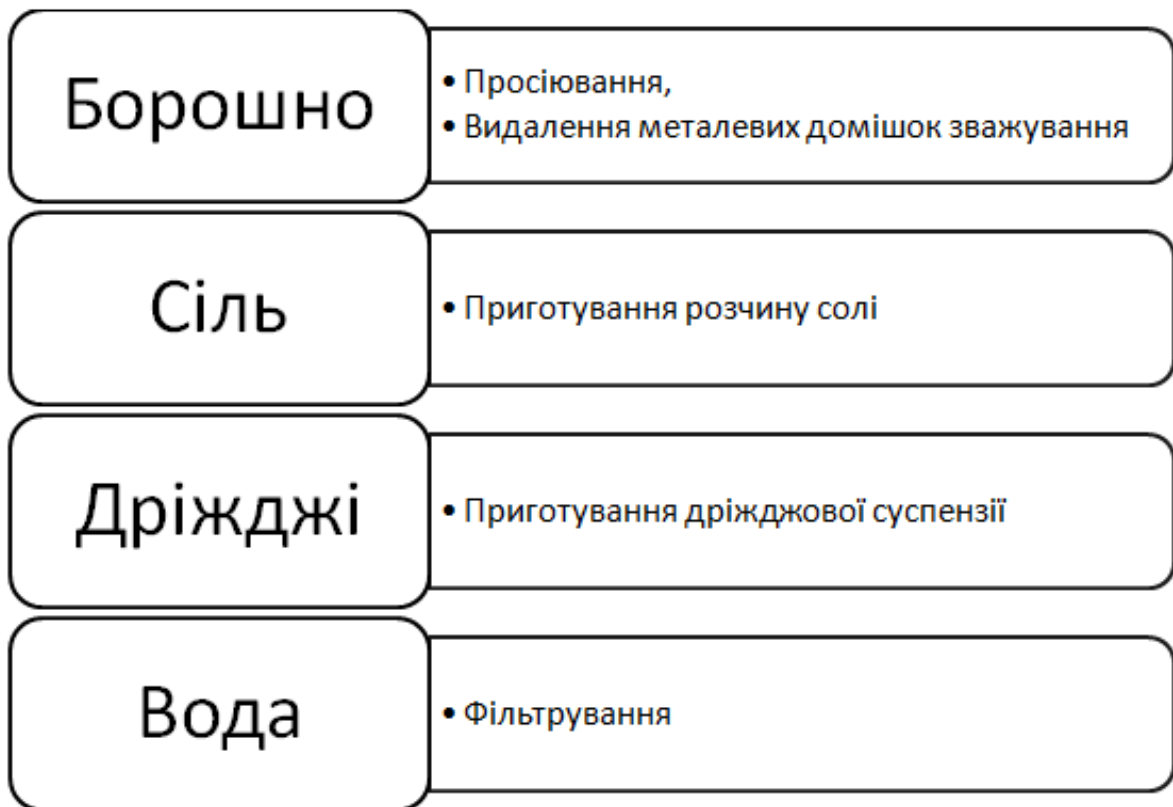 Борошно
• Просіювання,
• Видалення металевих домішок зважування
Сіль
• Приготування розчину солі
Дріжджі
• Приготування дріжджової суспензії
Вода
• Фільтрування